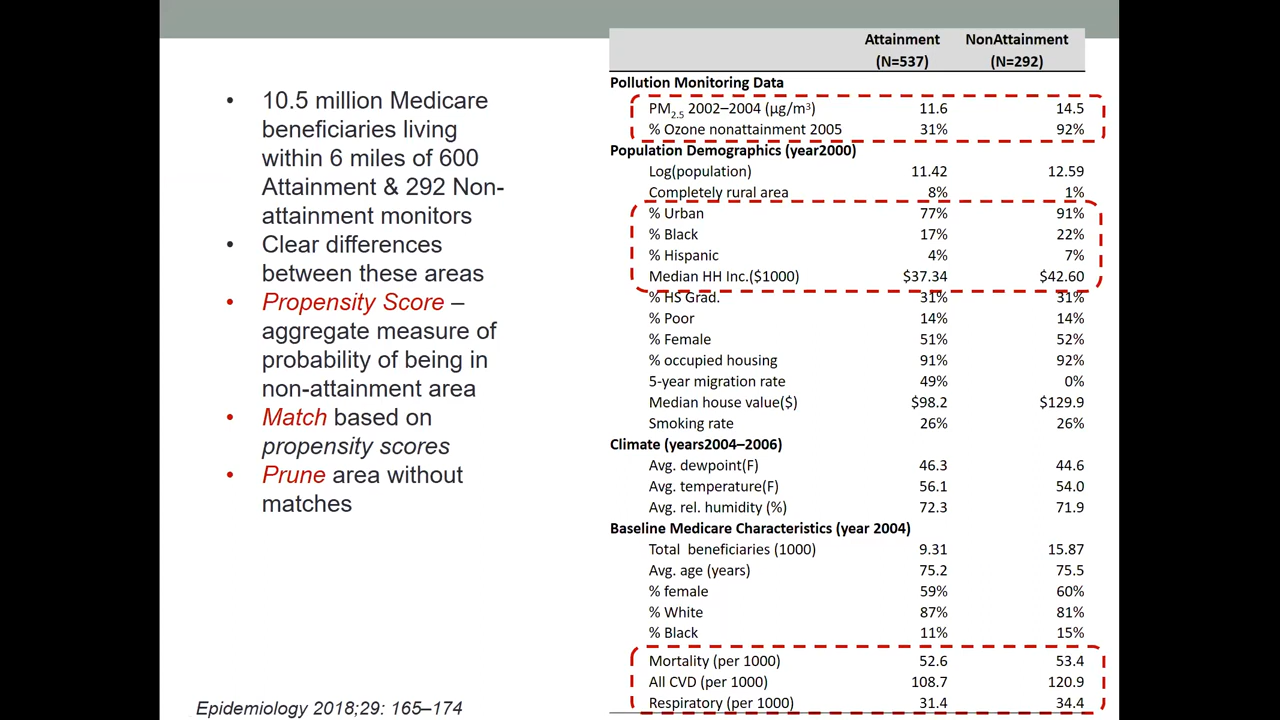 • 10.5 million Medicare
beneficiaries living
within 6 miles of 600
Attainment & 292 Non-
attainment monitors
• Clear differences
between these areas
• Propensity Score –
aggregate measure of
probability of being in
non-attainment area
• Match based on
propensity scores
• Prune area without
matches
Epidemiology 2018;29: 165–174
Attainment NonAttainment
(N=537) (N=292)
Pollution Monitoring Data
PM2.5 2002–2004 (µg/m³) 11.6 14.5
% Ozone nonattainment 2005 31% 92%
Population Demographics (year2000)
Log(population) 11.42 12.59
Completely rural area 8% 1%
% Urban 77% 91%
% Black 17% 22%
% Hispanic 4% 7%
Median HH Inc.($1000) $37.34 $42.60
% HS Grad. 31% 31%
% Poor 14% 14%
% Female 51% 52%
% occupied housing 91% 92%
5-year migration rate 49% 0%
Median house value($) $98.2 $129.9
Smoking rate 26% 26%
Climate (years2004–2006)
Avg. dewpoint(F) 46.3 44.6
Avg. temperature(F) 56.1 54.0
Avg. rel. humidity (%) 72.3 71.9
Baseline Medicare Characteristics (year 2004)
Total beneficiaries (1000) 9.31 15.87
Avg. age (years) 75.2 75.5
% female 59% 60%
% White 87% 81%
% Black 11% 15%
Mortality (per 1000) 52.6 53.4
All CVD (per 1000) 108.7 120.9
Respiratory (per 1000) 31.4 34.4